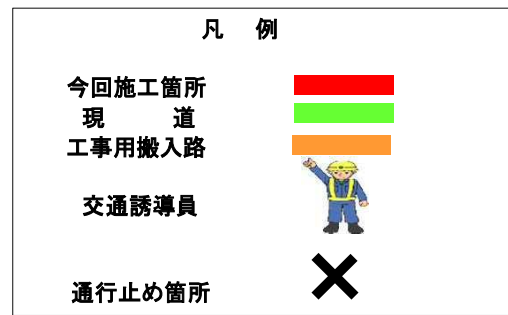 凡 例
今回施工箇所
現 道
工事用搬入路
交通誘導員
通行止め箇所